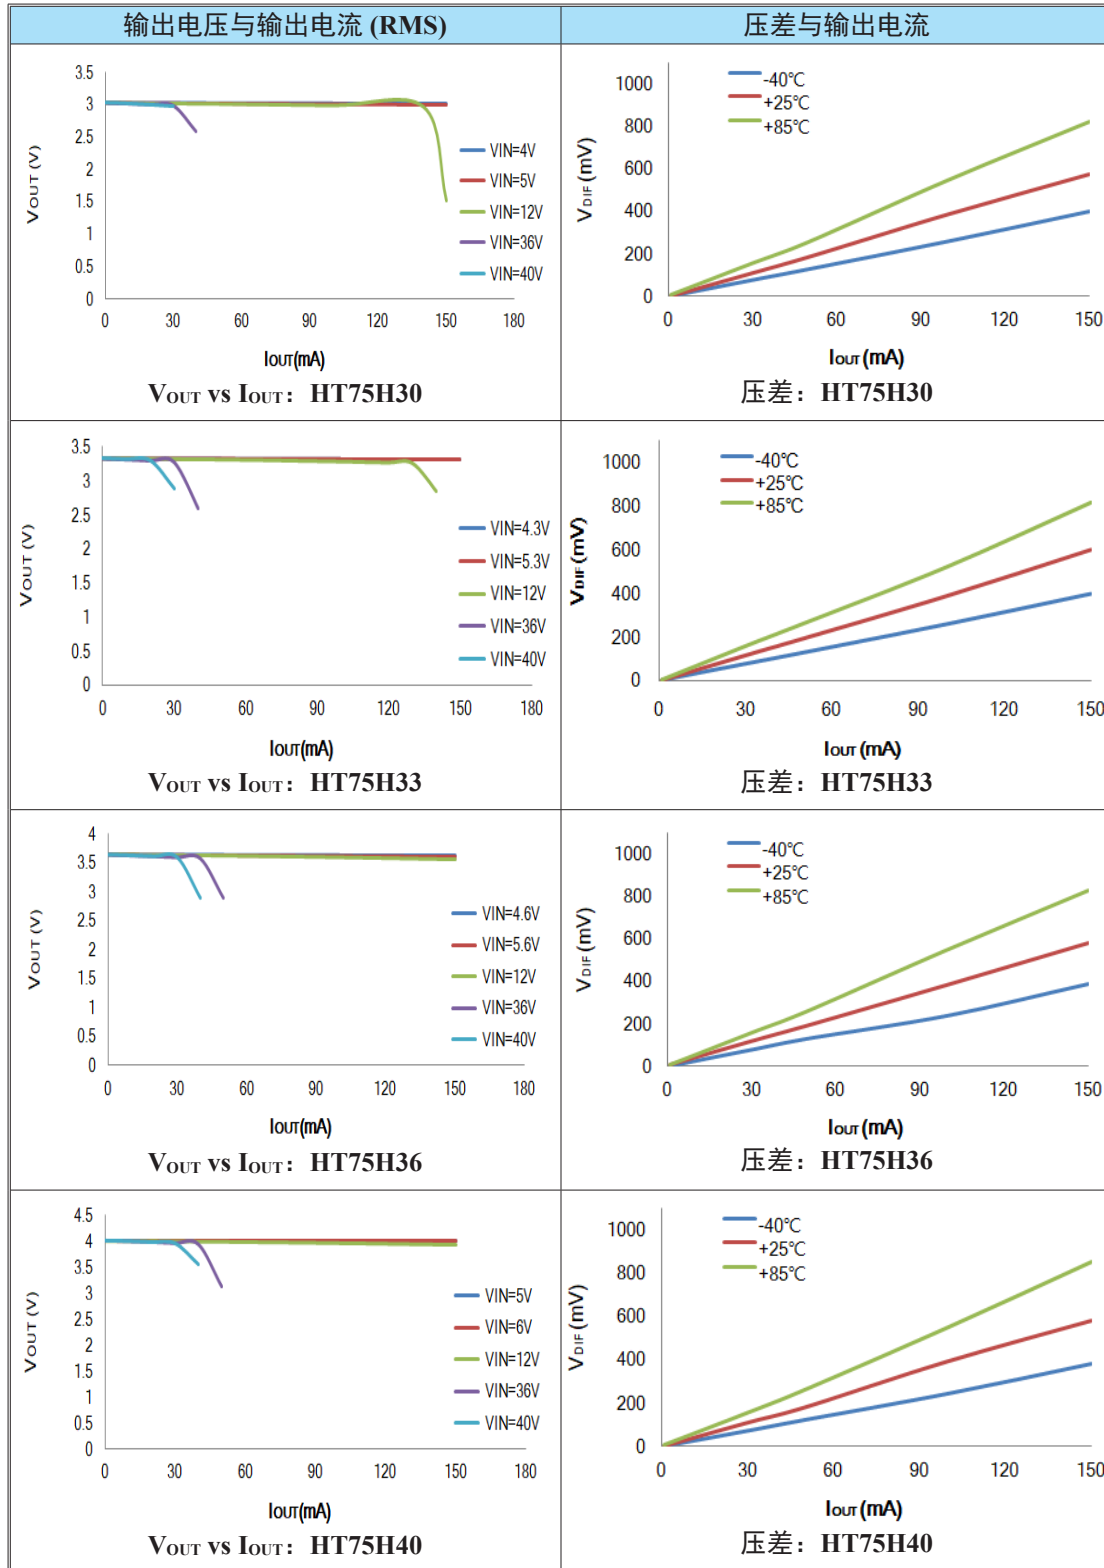 输出电压与输出电流 (RMS)
压差与输出电流
3.5
3
2.5
2
1.5
1
0.5
0
VOUT (V)
0 30 60 90 120 150 180
IOUT(mA)
VIN=4V
VIN=5V
VIN=12V
VIN=36V
VIN=40V
VOUT vs IOUT：HT75H30
1000
800
600
400
200
0
VDIF (mV)
-40℃
+25℃
+85℃
0 30 60 90 120 150
IOUT (mA)
压差：HT75H30
3.5
3
2.5
2
1.5
1
0.5
0
VOUT (V)
0 30 60 90 120 150 180
IOUT(mA)
VIN=4.3V
VIN=5.3V
VIN=12V
VIN=36V
VIN=40V
VOUT vs IOUT：HT75H33
1000
800
600
400
200
0
VDIF (mV)
-40℃
+25℃
+85℃
0 30 60 90 120 150
IOUT (mA)
压差：HT75H33
4
3.5
3
2.5
2
1.5
1
0.5
0
VOUT (V)
0 30 60 90 120 150 180
IOUT(mA)
VIN=4.6V
VIN=5.6V
VIN=12V
VIN=36V
VIN=40V
VOUT vs IOUT：HT75H36
1000
800
600
400
200
0
VDIF (mV)
-40℃
+25℃
+85℃
0 30 60 90 120 150
IOUT (mA)
压差：HT75H36
4.5
4
3.5
3
2.5
2
1.5
1
0.5
0
VOUT (V)
0 30 60 90 120 150 180
IOUT(mA)
VIN=5V
VIN=6V
VIN=12V
VIN=36V
VIN=40V
VOUT vs IOUT：HT75H40
1000
800
600
400
200
0
VDIF (mV)
-40℃
+25℃
+85℃
0 30 60 90 120 150
IOUT (mA)
压差：HT75H40